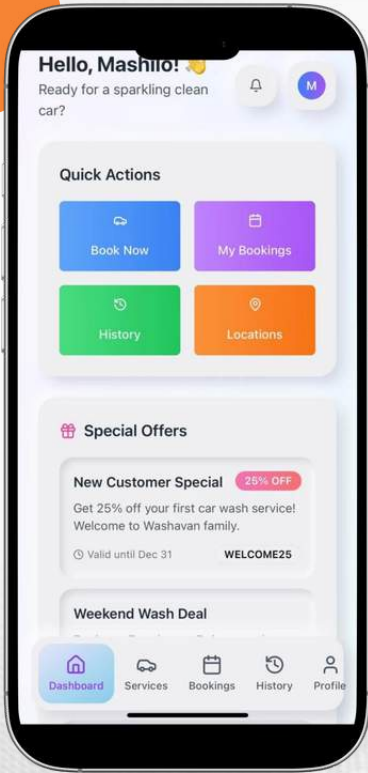 Hello, Mashilo! 👋
Ready for a sparkling clean
car?
M
Quick Actions
Book Now
My Bookings
History
Locations
Special Offers
New Customer Special
25% OFF
Get 25% off your first car wash service!
Welcome to Washavan family.
Valid until Dec 31
WELCOME25
Weekend Wash Deal
Dashboard
Services
Bookings
History
Profile